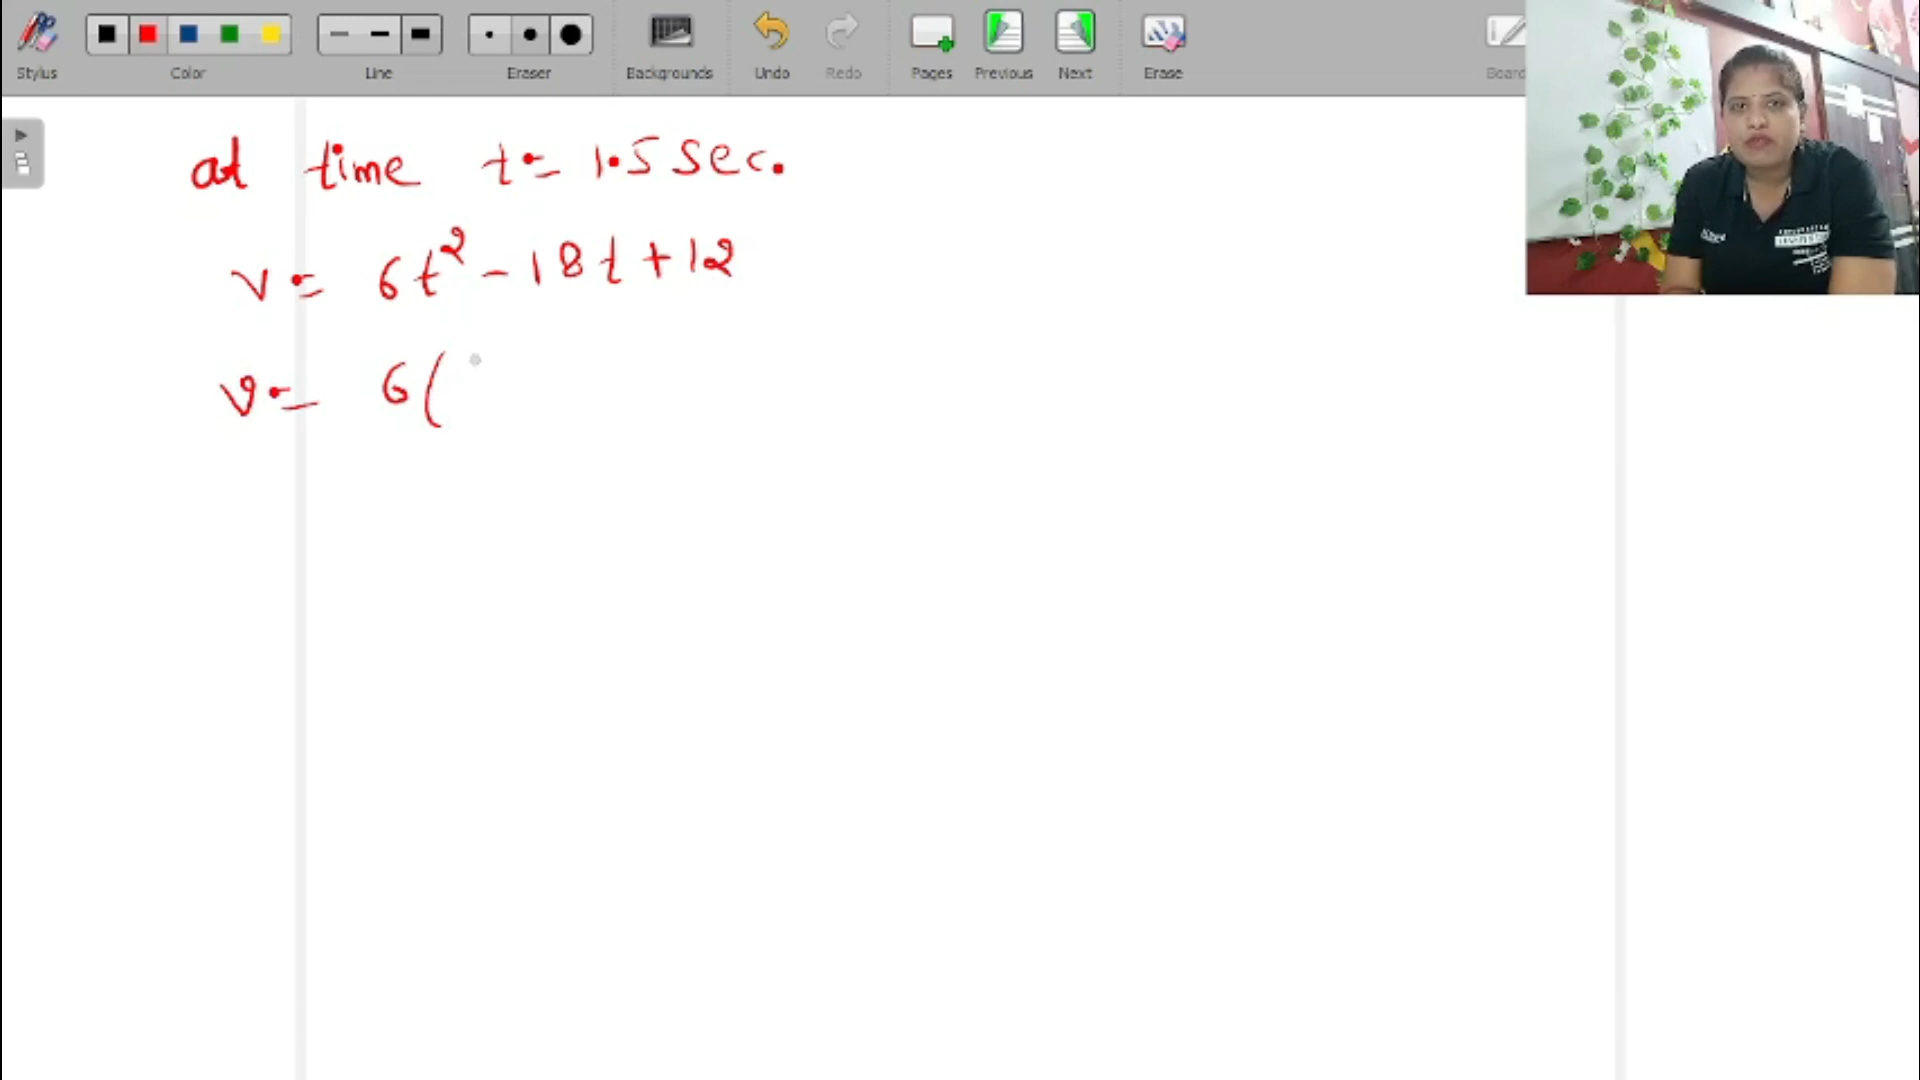 Stylus Color Line Eraser Backgrounds Undo Redo Pages Previous Next Erase Board
at time t = 1.5 Sec.
v = 6t² - 18t + 12
v = 6(